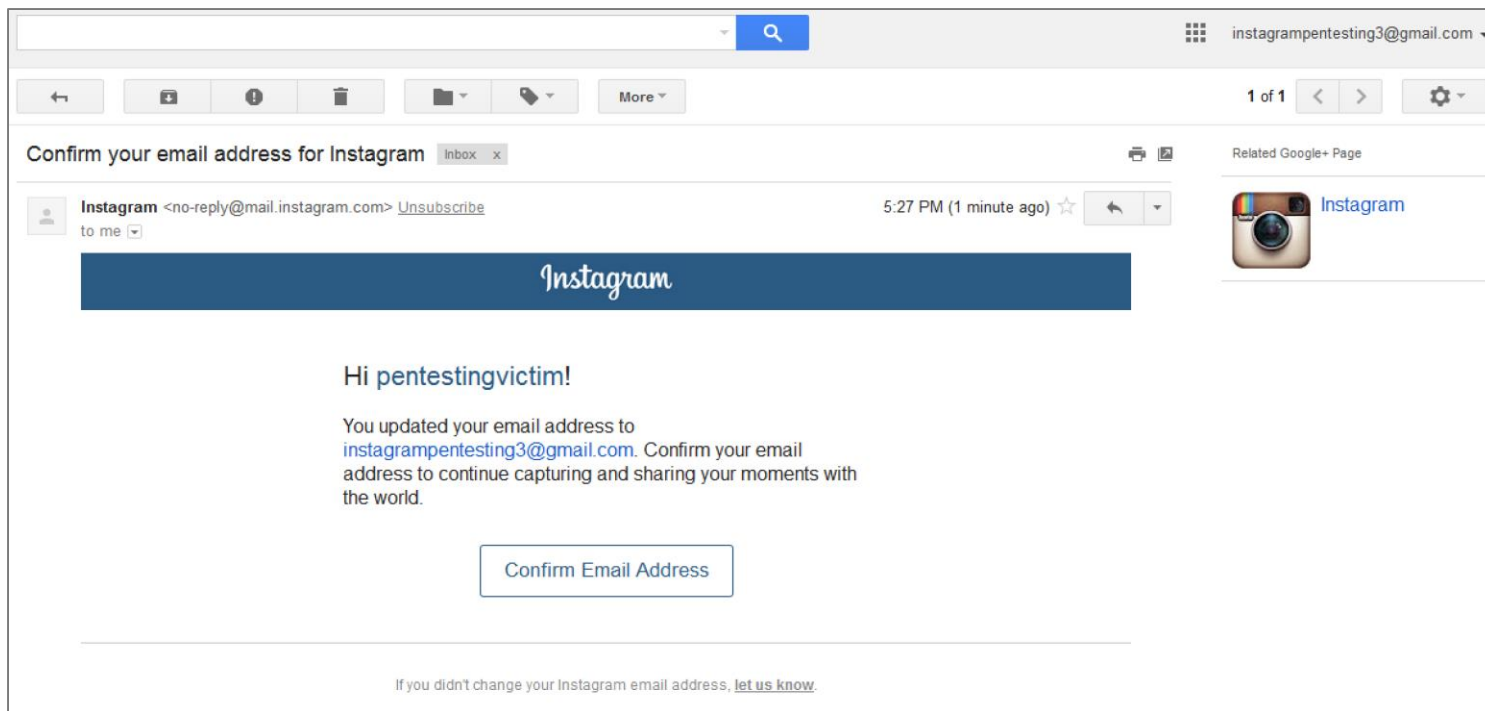 instagrampentesting3@gmail.com
More
1 of 1
Confirm your email address for Instagram Inbox x
Related Google+ Page
Instagram <no-reply@mail.instagram.com> Unsubscribe 5:27 PM (1 minute ago)
to me
Instagram
Instagram
Hi pentestingvictim!
You updated your email address to
instagrampentesting3@gmail.com. Confirm your email
address to continue capturing and sharing your moments with
the world.
Confirm Email Address
If you didn't change your Instagram email address, let us know.